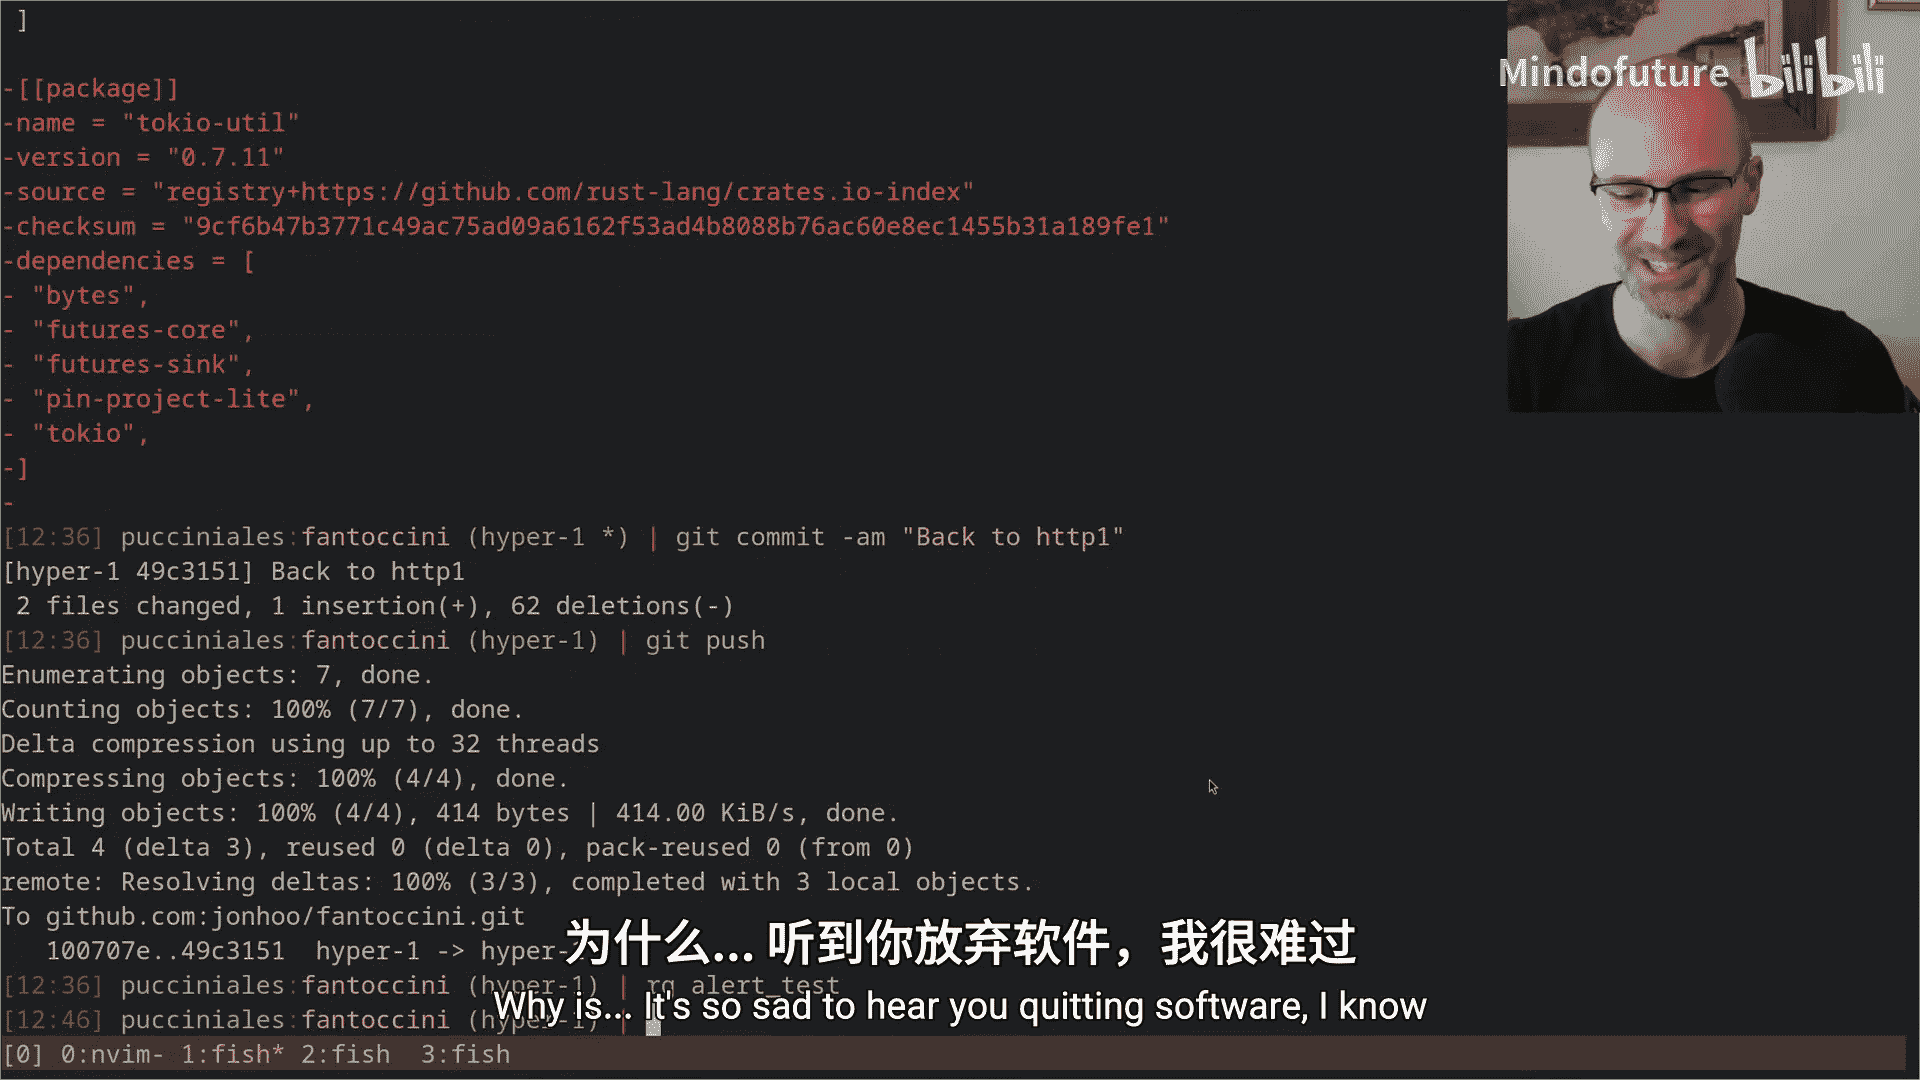 ]
-[[package]]
-name = "tokio-util"
-version = "0.7.11"
-source = "registry+https://github.com/rust-lang/crates.io-index"
-checksum = "9cf6b47b3771c49ac75ad09a6162f53ad4b8088b76ac60e8ec1455b31a189fe1"
-dependencies = [
- "bytes",
- "futures-core",
- "futures-sink",
- "pin-project-lite",
- "tokio",
-]
-
[12:36] pucciniales:fantoccini (hyper-1 *) | git commit -am "Back to http1"
[hyper-1 49c3151] Back to http1
2 files changed, 1 insertion(+), 62 deletions(-)
[12:36] pucciniales:fantoccini (hyper-1) | git push
Enumerating objects: 7, done.
Counting objects: 100% (7/7), done.
Delta compression using up to 32 threads
Compressing objects: 100% (4/4), done.
Writing objects: 100% (4/4), 414 bytes | 414.00 KiB/s, done.
Total 4 (delta 3), reused 0 (delta 0), pack-reused 0 (from 0)
remote: Resolving deltas: 100% (3/3), completed with 3 local objects.
To github.com:jonhoo/fantoccini.git
100707e..49c3151 hyper-1 -> hyper-
[12:36] pucciniales:fantoccini (hyper-1) | rg alert_test
[12:46] pucciniales:fantoccini (hyper-1) |
[0] 0:nvim- 1:fish* 2:fish 3:fish
Mindofuture bilibili
为什么... 听到你放弃软件，我很难过
Why is... It's so sad to hear you quitting software, I know